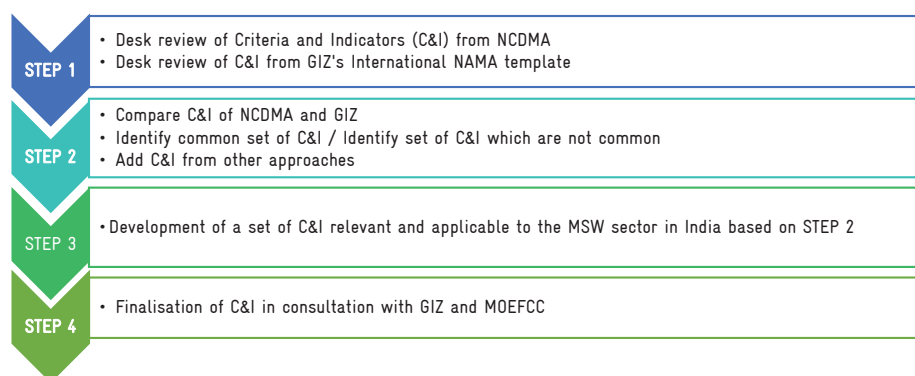 STEP 1
• Desk review of Criteria and Indicators (C&I) from NCDMA
• Desk review of C&I from GIZ's International NAMA template
STEP 2
• Compare C&I of NCDMA and GIZ
• Identify common set of C&I / Identify set of C&I which are not common
• Add C&I from other approaches
STEP 3
• Development of a set of C&I relevant and applicable to the MSW sector in India based on STEP 2
STEP 4
• Finalisation of C&I in consultation with GIZ and MOEFCC